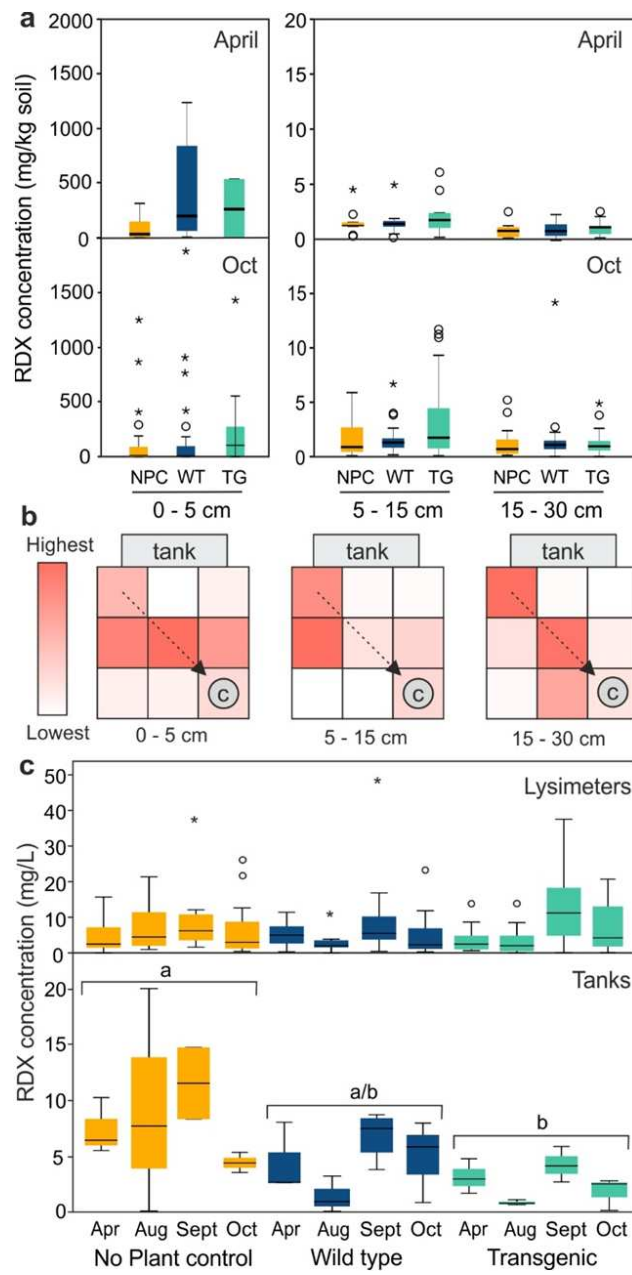 a
April
April
2000
1500
1000
500
0
20
15
10
5
0
RDX concentration (mg/kg soil)
Oct
Oct
1500
1000
500
0
15
10
5
0
NPC WT TG
NPC WT TG
NPC WT TG
0 - 5 cm
5 - 15 cm
15 - 30 cm
b
Highest
Lowest
tank
tank
tank
c
c
c
0 - 5 cm
5 - 15 cm
15 - 30 cm
c
Lysimeters
50
40
30
20
10
0
RDX concentration (mg/L)
Tanks
a
a/b
b
20
15
10
5
0
Apr Aug Sept Oct
Apr Aug Sept Oct
Apr Aug Sept Oct
No Plant control
Wild type
Transgenic